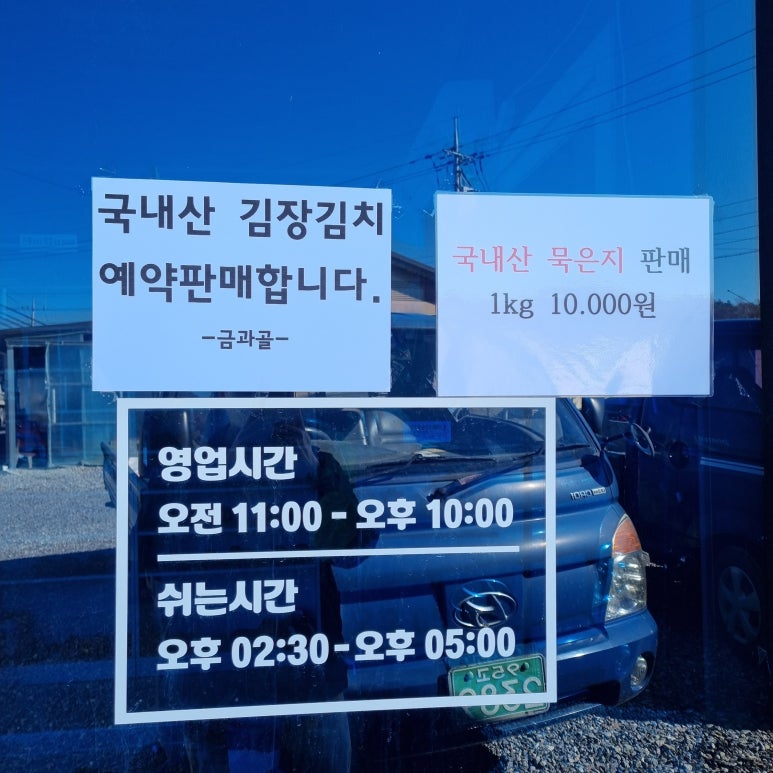 국내산 김장김치
예약판매합니다.
-금과골-
국내산 묵은지 판매
1kg 10.000원
영업시간
오전 11:00 - 오후 10:00
쉬는시간
오후 02:30 - 오후 05:00